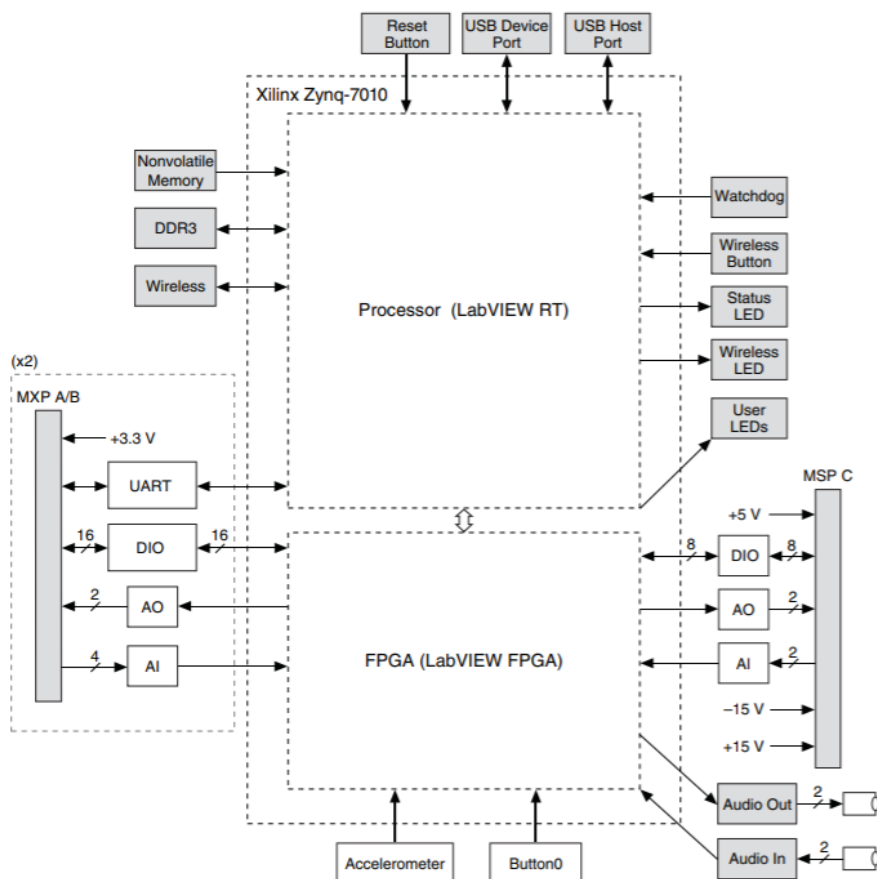 Reset
Button
USB Device
Port
USB Host
Port
Xilinx Zynq-7010
Nonvolatile
Memory
DDR3
Wireless
Processor (LabVIEW RT)
Watchdog
Wireless
Button
Status
LED
Wireless
LED
User
LEDs
(x2)
MXP A/B
+3.3 V
UART
16
DIO
16
2
AO
4
AI
FPGA (LabVIEW FPGA)
MSP C
+5 V
8
DIO
8
AO
2
AI
2
–15 V
+15 V
Audio Out
2
Audio In
2
Accelerometer
Button0